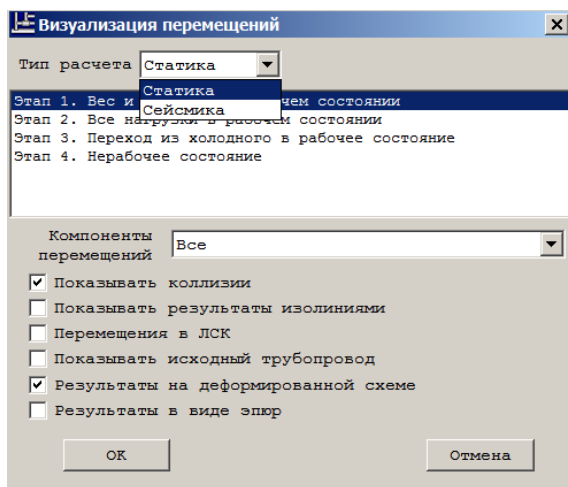 Визуализация перемещений
Тип расчета Статика
Статика
Сейсмика
Этап 1. Вес и чем состоянии
Этап 2. Все нагрузки в рабочем состоянии
Этап 3. Переход из холодного в рабочее состояние
Этап 4. Нерабочее состояние
Компоненты
перемещений
Все
Показывать коллизии
Показывать результаты изолиниями
Перемещения в ЛСК
Показывать исходный трубопровод
Результаты на деформированной схеме
Результаты в виде эпюр
ОК
Отмена